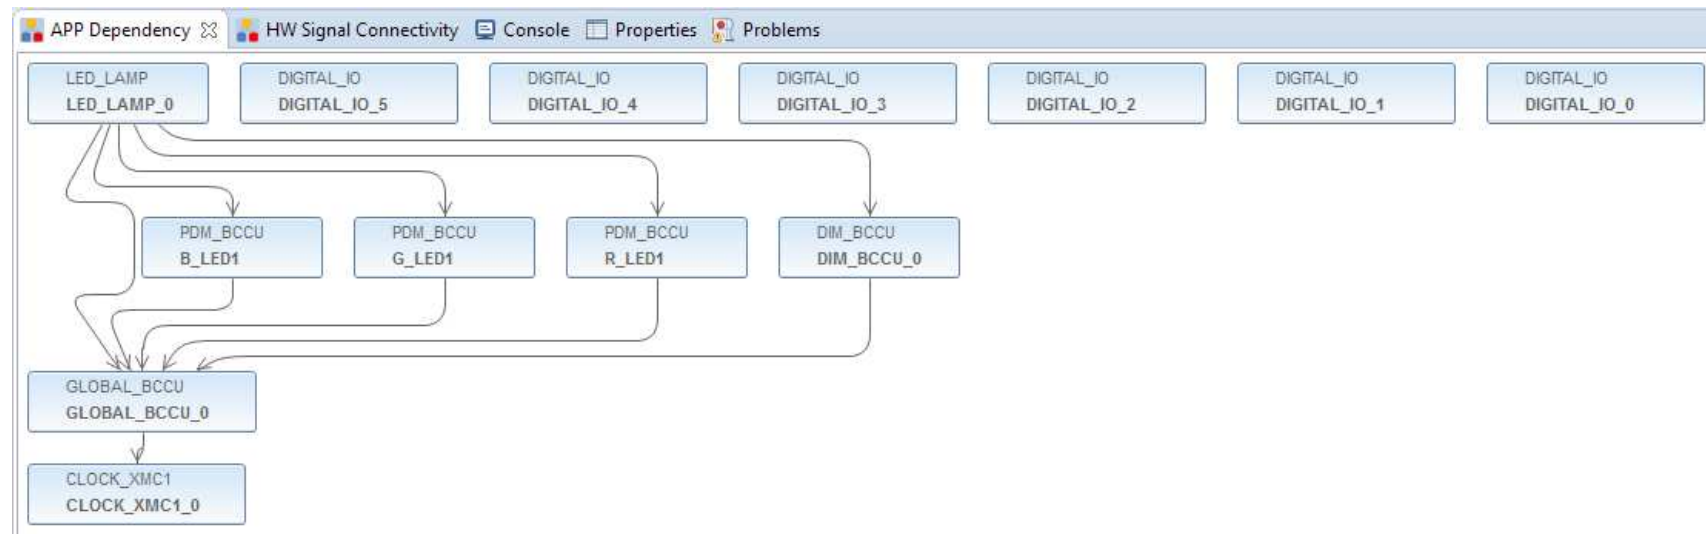 APP Dependency HW Signal Connectivity Console Properties Problems
LED_LAMP
LED_LAMP_0
DIGITAL_IO
DIGITAL_IO_5
DIGITAL_IO
DIGITAL_IO_4
DIGITAL_IO
DIGITAL_IO_3
DIGITAL_IO
DIGITAL_IO_2
DIGITAL_IO
DIGITAL_IO_1
DIGITAL_IO
DIGITAL_IO_0
PDM_BCCU
B_LED1
PDM_BCCU
G_LED1
PDM_BCCU
R_LED1
DIM_BCCU
DIM_BCCU_0
GLOBAL_BCCU
GLOBAL_BCCU_0
CLOCK_XMC1
CLOCK_XMC1_0